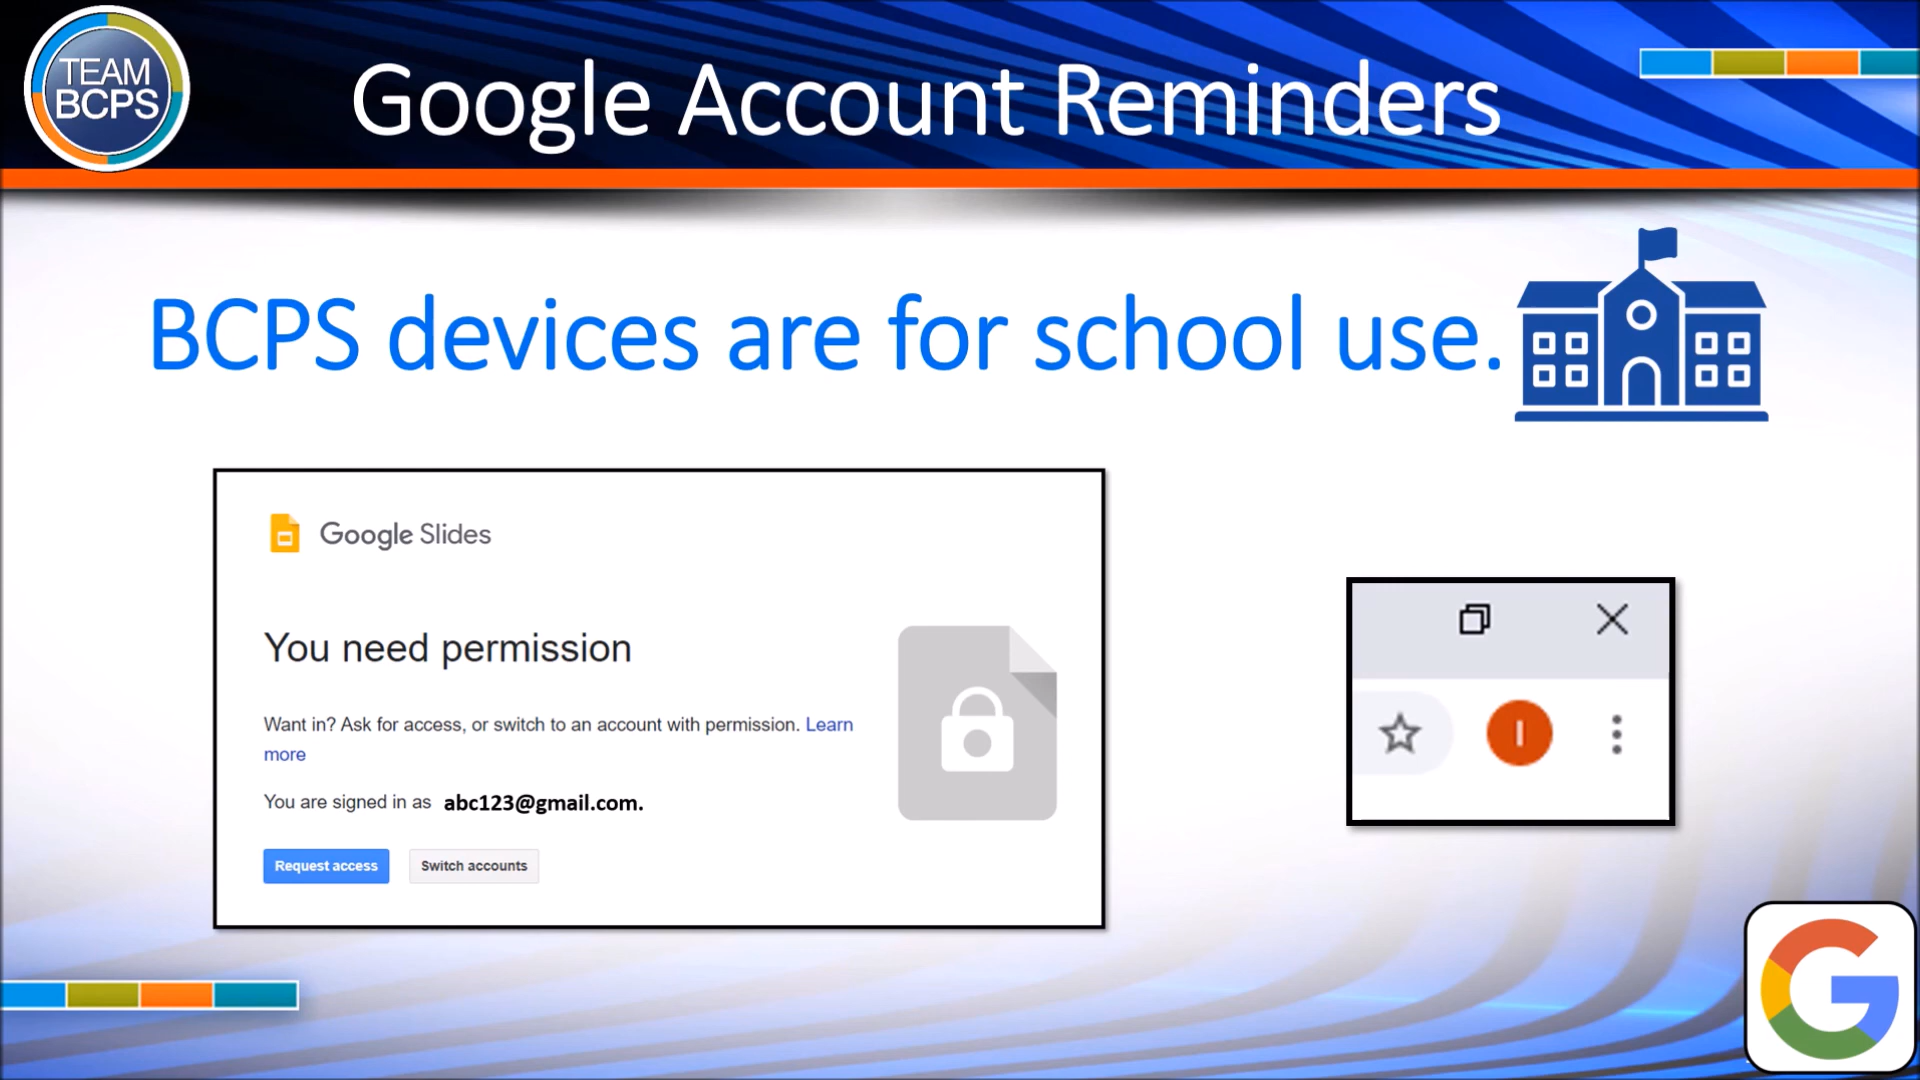 TEAM
BCPS
Google Account Reminders
BCPS devices are for school use.
Google Slides
You need permission
Want in? Ask for access, or switch to an account with permission. Learn
more
You are signed in as abc123@gmail.com.
Request access
Switch accounts
I